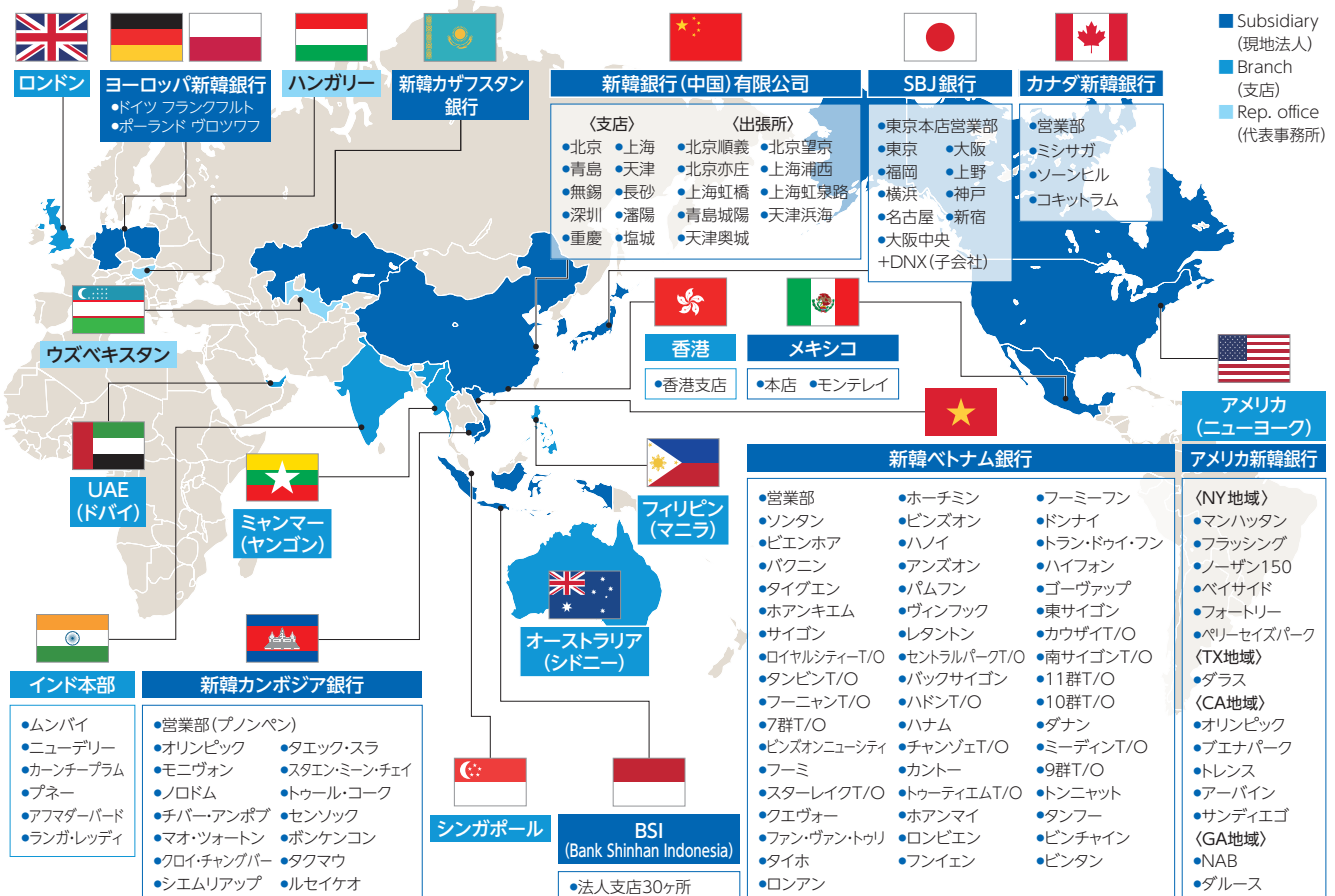 Subsidiary
(現地法人)
Branch
(支店)
Rep. office
(代表事務所)
ロンドン
ヨーロッパ新韓銀行
●ドイツ フランクフルト
●ポーランド ヴロツワフ
ハンガリー
新韓カザフスタン
銀行
新韓銀行(中国)有限公司
〈支店〉 〈出張所〉
●北京 ●上海 ●北京順義 ●北京望京
●青島 ●天津 ●北京亦庄 ●上海浦西
●無錫 ●長砂 ●上海虹橋 ●上海虹泉路
●深圳 ●瀋陽 ●青島城陽 ●天津浜海
●重慶 ●塩城 ●天津奥城
SBJ銀行
●東京本店営業部
●東京 ●大阪
●福岡 ●上野
●横浜 ●神戸
●名古屋 ●新宿
●大阪中央
+DNX(子会社)
カナダ新韓銀行
●営業部
●ミシサガ
●ソーンヒル
●コキットラム
ウズベキスタン
香港
●香港支店
メキシコ
●本店 ●モンテレイ
アメリカ
(ニューヨーク)
UAE
(ドバイ)
ミャンマー
(ヤンゴン)
フィリピン
(マニラ)
オーストラリア
(シドニー)
新韓ベトナム銀行
●営業部 ●ホーチミン ●フーミーフン
●ソンタン ●ビンズオン ●ドンナイ
●ビエンホア ●ハノイ ●トラン・ドゥイ・フン
●バクニン ●アンズオン ●ハイフォン
●タイグエン ●パムフン ●ゴーヴァップ
●ホアンキエム ●ヴィンフック ●東サイゴン
●サイゴン ●レタントン ●カウザイT/O
●ロイヤルシティーT/O ●セントラルパークT/O ●南サイゴンT/O
●タンビンT/O ●バックサイゴン ●11群T/O
●フーニャンT/O ●ハドンT/O ●10群T/O
●7群T/O ●ハナム ●ダナン
●ビンズオンニューシティ ●チャンゾェT/O ●ミーディンT/O
●フーミ ●カントー ●9群T/O
●スターレイクT/O ●トゥーティエムT/O ●トンニャット
●クエヴォー ●ホアンマイ ●タンフー
●ファン・ヴァン・トゥリ ●ロンビエン ●ビンチャイン
●タイホ ●フンイェン ●ビンタン
●ロンアン
アメリカ新韓銀行
〈NY地域〉
●マンハッタン
●フラッシング
●ノーザン150
●ベイサイド
●フォートリー
●ペリーセイズパーク
〈TX地域〉
●ダラス
〈CA地域〉
●オリンピック
●ブエナパーク
●トレンス
●アーバイン
●サンディエゴ
〈GA地域〉
●NAB
●ダルース
インド本部
●ムンバイ
●ニューデリー
●カーンチープラム
●プネー
●アフマダーバード
●ランガ・レッディ
新韓カンボジア銀行
●営業部(プノンペン)
●オリンピック ●タエック・スラ
●モニヴォン ●スタエン・ミーン・チェイ
●ノロドム ●トゥール・コーク
●チバー・アンポブ ●センソック
●マオ・ツォートン ●ボンケンコン
●クロイ・チャングバー ●タクマウ
●シエムリアップ ●ルセイケオ
シンガポール
BSI
(Bank Shinhan Indonesia)
●法人支店30ヶ所